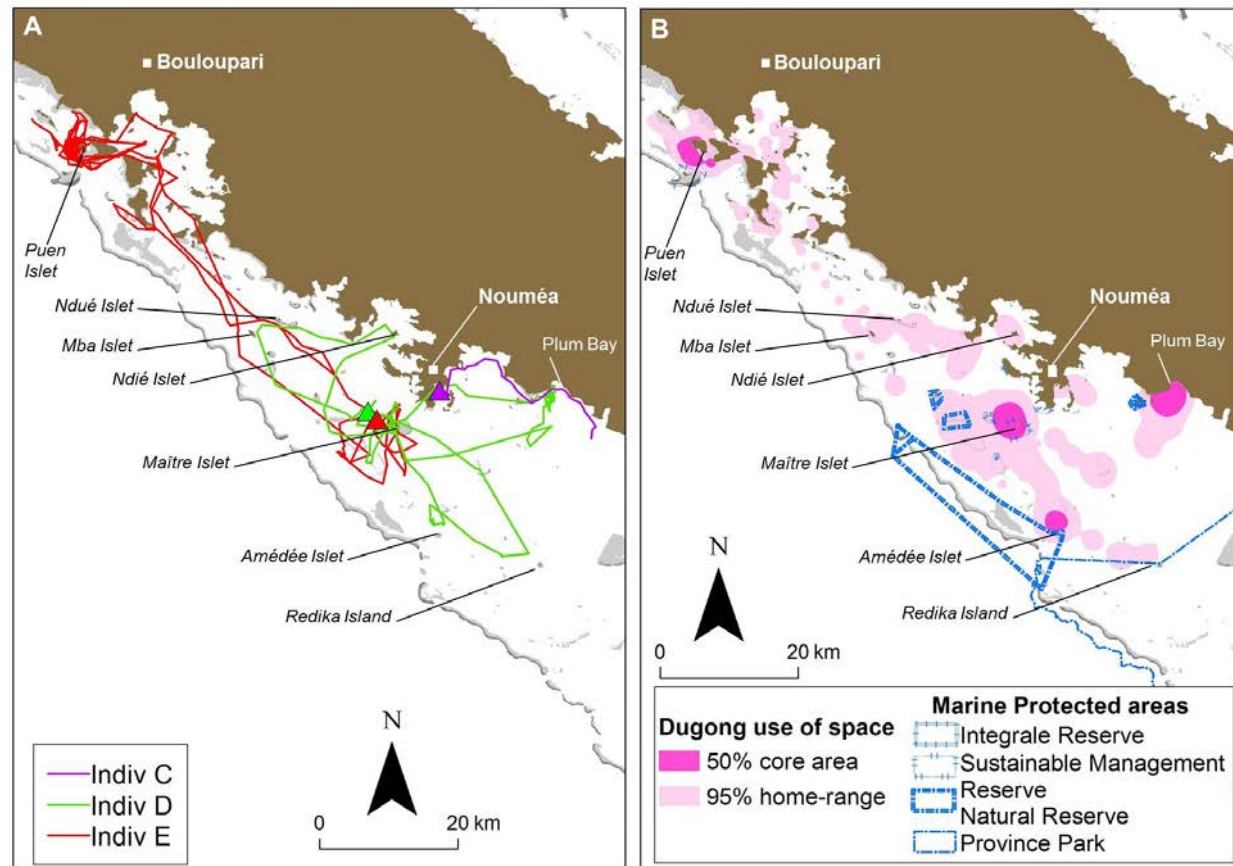 A
Bouloupari
Puen
Islet
Ndué Islet
Mba Islet
Ndié Islet
Nouméa
Plum Bay
Maître Islet
Amédée Islet
Redika Island
N
0 20 km
Indiv C
Indiv D
Indiv E
B
Bouloupari
Puen
Islet
Ndué Islet
Mba Islet
Ndié Islet
Nouméa
Plum Bay
Maître Islet
Amédée Islet
Redika Island
N
0 20 km
Dugong use of space
50% core area
95% home-range
Marine Protected areas
Integrale Reserve
Sustainable Management
Reserve
Natural Reserve
Province Park